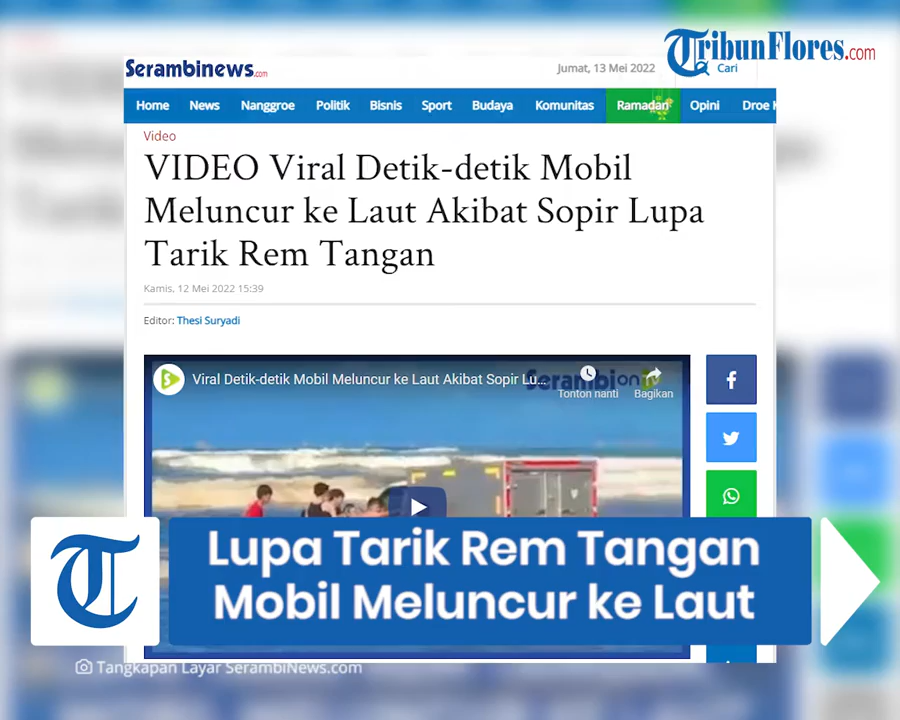 TribunFlores.com
Serambinews.com
Jumat, 13 Mei 2022
Cari
Home News Nanggroe Politik Bisnis Sport Budaya Komunitas Ramadan Opini Droe
Video
VIDEO Viral Detik-detik Mobil
Meluncur ke Laut Akibat Sopir Lupa
Tarik Rem Tangan
Kamis, 12 Mei 2022 15:39
Editor: Thesi Suryadi
Viral Detik-detik Mobil Meluncur ke Laut Akibat Sopir Lu...
Serambi on TV
Tonton nanti Bagikan
Lupa Tarik Rem Tangan
Mobil Meluncur ke Laut
Tangkapan Layar SerambiNews.com